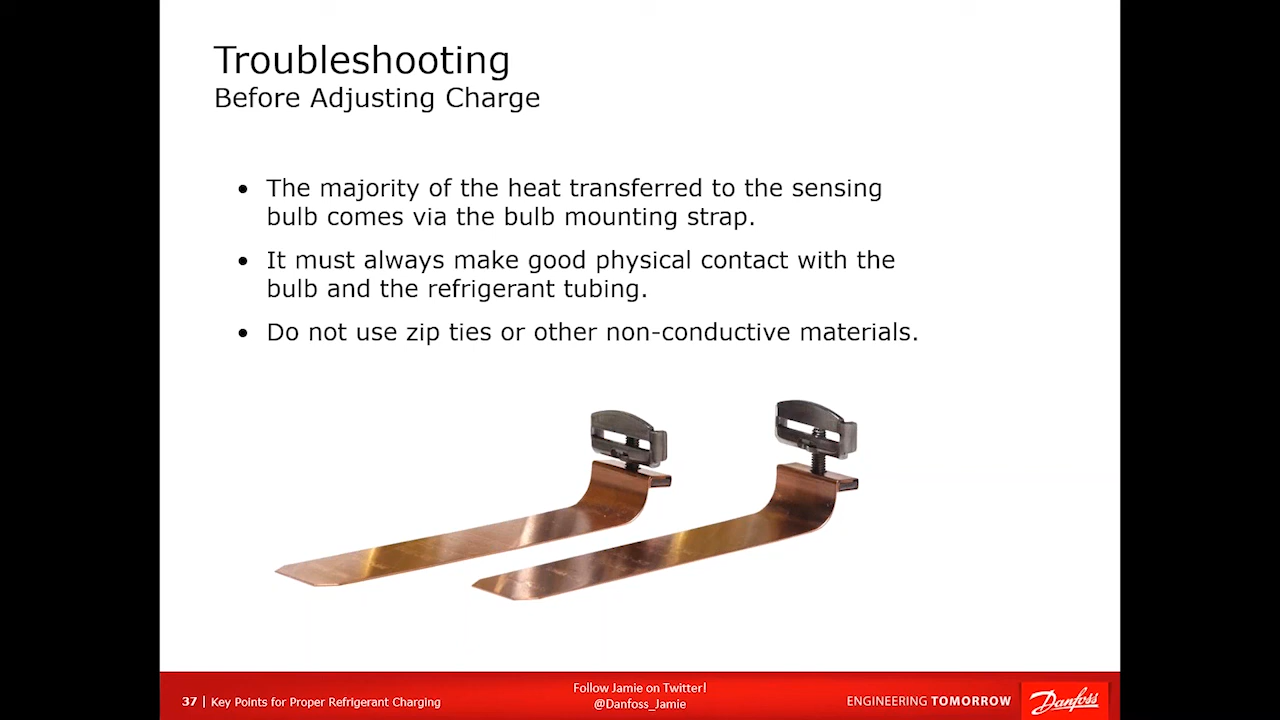 Troubleshooting
Before Adjusting Charge
• The majority of the heat transferred to the sensing
bulb comes via the bulb mounting strap.
• It must always make good physical contact with the
bulb and the refrigerant tubing.
• Do not use zip ties or other non-conductive materials.
37 | Key Points for Proper Refrigerant Charging
Follow Jamie on Twitter!
@Danfoss_Jamie
ENGINEERING TOMORROW
Danfoss